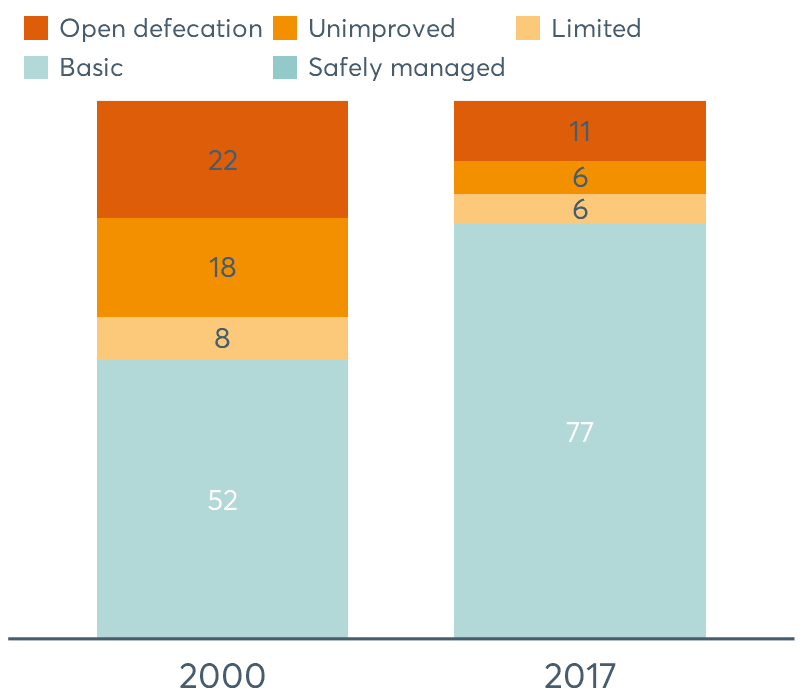 Open defecation Unimproved Limited
Basic Safely managed
22 11
18 6
8 6
52 77
2000 2017